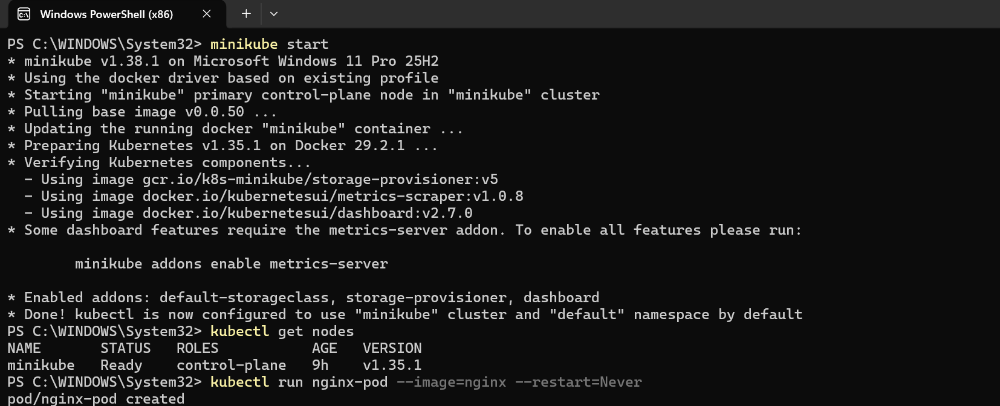 Windows PowerShell (x86)
PS C:\WINDOWS\System32> minikube start
* minikube v1.38.1 on Microsoft Windows 11 Pro 25H2
* Using the docker driver based on existing profile
* Starting "minikube" primary control-plane node in "minikube" cluster
* Pulling base image v0.0.50 ...
* Updating the running docker "minikube" container ...
* Preparing Kubernetes v1.35.1 on Docker 29.2.1 ...
* Verifying Kubernetes components...
  - Using image gcr.io/k8s-minikube/storage-provisioner:v5
  - Using image docker.io/kubernetesui/metrics-scraper:v1.0.8
  - Using image docker.io/kubernetesui/dashboard:v2.7.0
* Some dashboard features require the metrics-server addon. To enable all features please run:
        minikube addons enable metrics-server
* Enabled addons: default-storageclass, storage-provisioner, dashboard
* Done! kubectl is now configured to use "minikube" cluster and "default" namespace by default
PS C:\WINDOWS\System32> kubectl get nodes
NAME       STATUS   ROLES           AGE   VERSION
minikube   Ready    control-plane   9h    v1.35.1
PS C:\WINDOWS\System32> kubectl run nginx-pod --image=nginx --restart=Never
pod/nginx-pod created